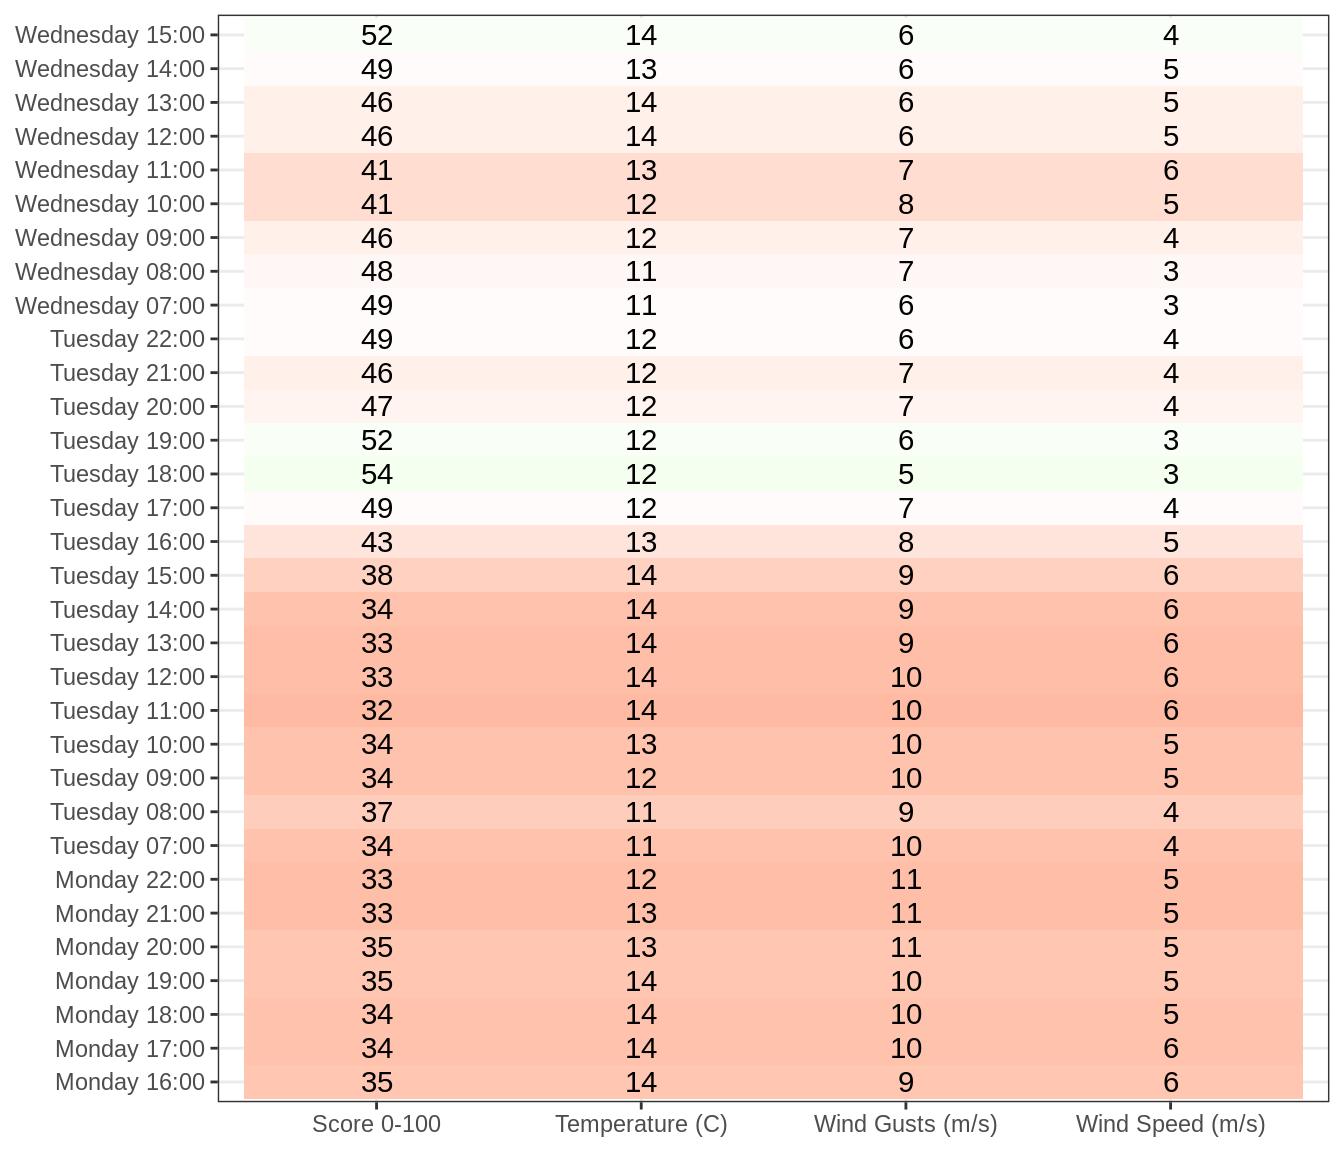 Wednesday 15:00 52 14 6 4
Wednesday 14:00 49 13 6 5
Wednesday 13:00 46 14 6 5
Wednesday 12:00 46 14 6 5
Wednesday 11:00 41 13 7 6
Wednesday 10:00 41 12 8 5
Wednesday 09:00 46 12 7 4
Wednesday 08:00 48 11 7 3
Wednesday 07:00 49 11 6 3
Tuesday 22:00 49 12 6 4
Tuesday 21:00 46 12 7 4
Tuesday 20:00 47 12 7 4
Tuesday 19:00 52 12 6 3
Tuesday 18:00 54 12 5 3
Tuesday 17:00 49 12 7 4
Tuesday 16:00 43 13 8 5
Tuesday 15:00 38 14 9 6
Tuesday 14:00 34 14 9 6
Tuesday 13:00 33 14 9 6
Tuesday 12:00 33 14 10 6
Tuesday 11:00 32 14 10 6
Tuesday 10:00 34 13 10 5
Tuesday 09:00 34 12 10 5
Tuesday 08:00 37 11 9 4
Tuesday 07:00 34 11 10 4
Monday 22:00 33 12 11 5
Monday 21:00 33 13 11 5
Monday 20:00 35 13 11 5
Monday 19:00 35 14 10 5
Monday 18:00 34 14 10 5
Monday 17:00 34 14 10 6
Monday 16:00 35 14 9 6
Score 0-100 Temperature (C) Wind Gusts (m/s) Wind Speed (m/s)